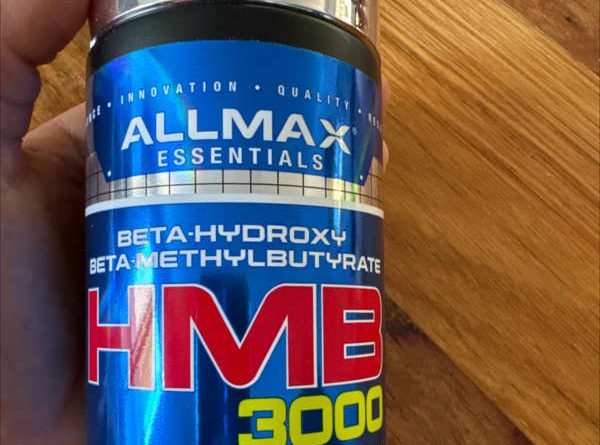 • INNOVATION • QUALITY •
ALLMAX®
ESSENTIALS
BETA-HYDROXY
BETA-METHYLBUTYRATE
HMB
3000